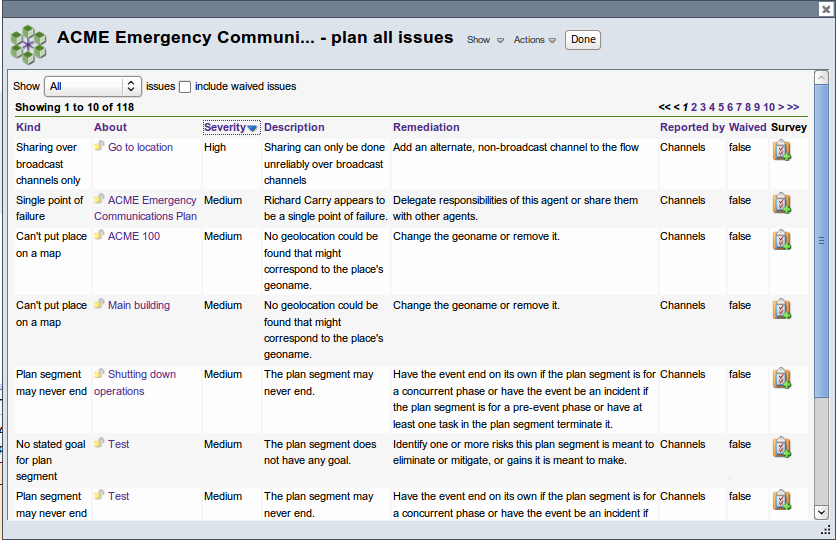 ACME Emergency Communi... - plan all issues Show Actions Done
Show All issues include waived issues
Showing 1 to 10 of 118 << < 1 2 3 4 5 6 7 8 9 10 > >>
Kind About Severity Description Remediation Reported by Waived Survey
Sharing over Go to location High Sharing can only be done Add an alternate, non-broadcast channel to the flow Channels false
broadcast unreliably over broadcast
channels only channels
Single point of ACME Emergency Medium Richard Carry appears to Delegate responsibilities of this agent or share them Channels false
failure Communications Plan be a single point of failure. with other agents.
Can't put place ACME 100 Medium No geolocation could be Change the geoname or remove it. Channels false
on a map found that might
correspond to the place's
geoname.
Can't put place Main building Medium No geolocation could be Change the geoname or remove it. Channels false
on a map found that might
correspond to the place's
geoname.
Plan segment Shutting down Medium The plan segment may Have the event end on its own if the plan segment is for Channels false
may never end operations never end. a concurrent phase or have the event be an incident if
the plan segment is for a pre-event phase or have at
least one task in the plan segment terminate it.
No stated goal Test Medium The plan segment does Identify one or more risks this plan segment is meant to Channels false
for plan not have any goal. eliminate or mitigate, or gains it is meant to make.
segment
Plan segment Test Medium The plan segment may Have the event end on its own if the plan segment is for Channels false
may never end never end. a concurrent phase or have the event be an incident if